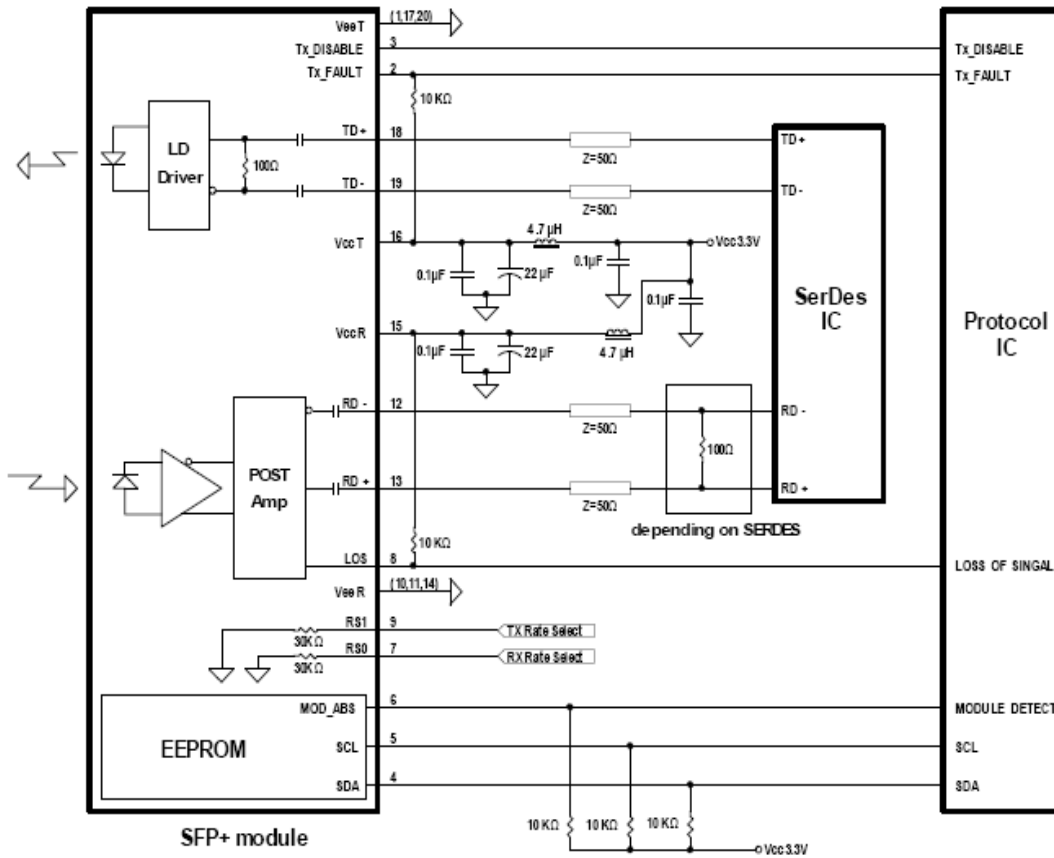 VeeT
(1,17,20)
Tx_DISABLE
3
Tx_DISABLE
Tx_FAULT
2
Tx_FAULT
10 KΩ
LD
Driver
100Ω
TD+
18
Z=50Ω
TD+
TD-
19
Z=50Ω
TD-
VccT
16
4.7 µH
Vcc3.3V
0.1µF
22 µF
0.1µF
0.1µF
SerDes
IC
Protocol
IC
VccR
15
0.1µF
22 µF
4.7 µH
RD -
12
Z=50Ω
RD -
100Ω
POST
Amp
RD +
13
Z=50Ω
RD +
depending on SERDES
10 KΩ
LOS
8
LOSS OF SINGAL
VeeR
(10,11,14)
RS1
9
TX Rate Select
30KΩ
RS0
7
RX Rate Select
30KΩ
MOD_ABS
6
MODULE DETECT
EEPROM
SCL
5
SCL
SDA
4
SDA
10 KΩ
10 KΩ
10 KΩ
Vcc3.3V
SFP+ module